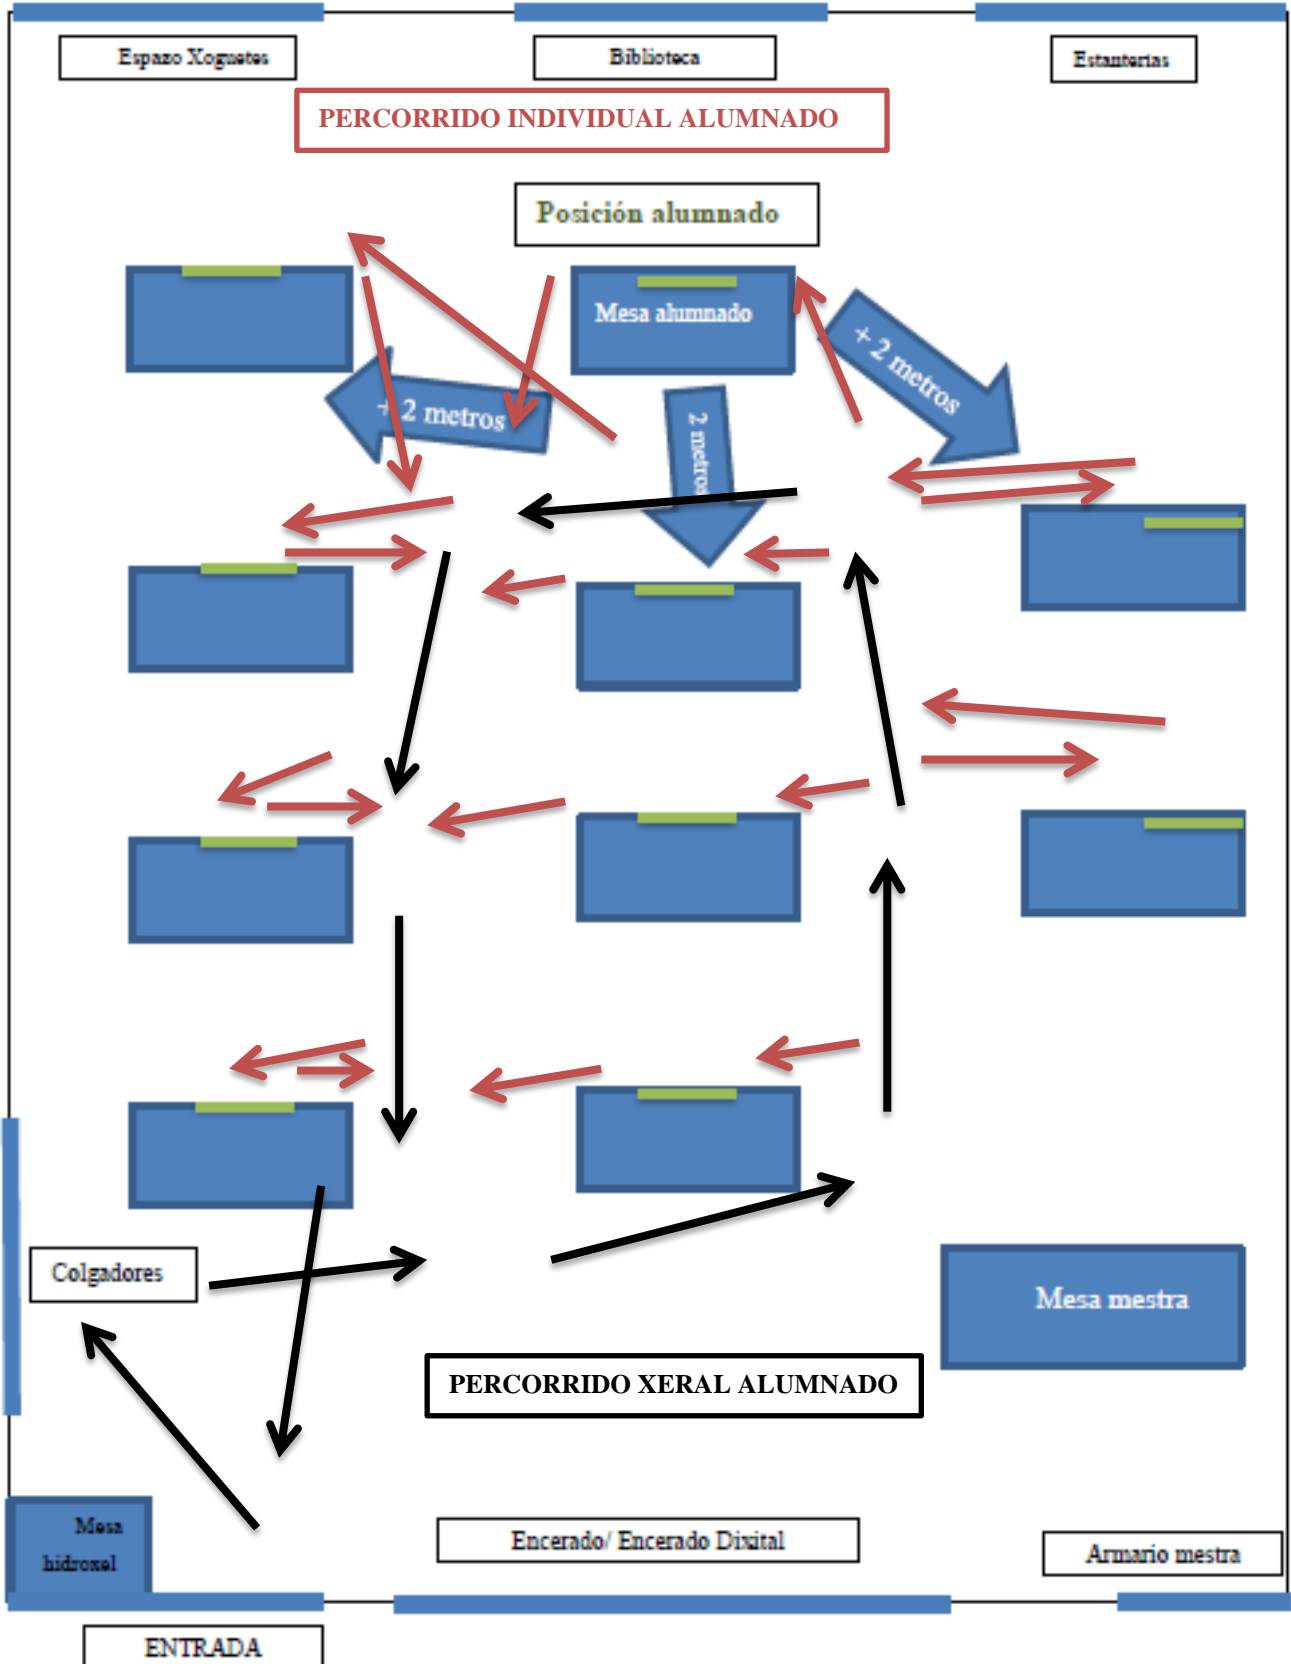 Espazo Xoguetes
Biblioteca
Estanterias
PERCORRIDO INDIVIDUAL ALUMNADO
Posición alumnado
Mesa alumnado
+ 2 metros
+ 2 metros
2 metros
Colgadores
Mesa mestra
PERCORRIDO XERAL ALUMNADO
Mesa
hidroxel
Encerado/ Encerado Dixital
Armario mestra
ENTRADA